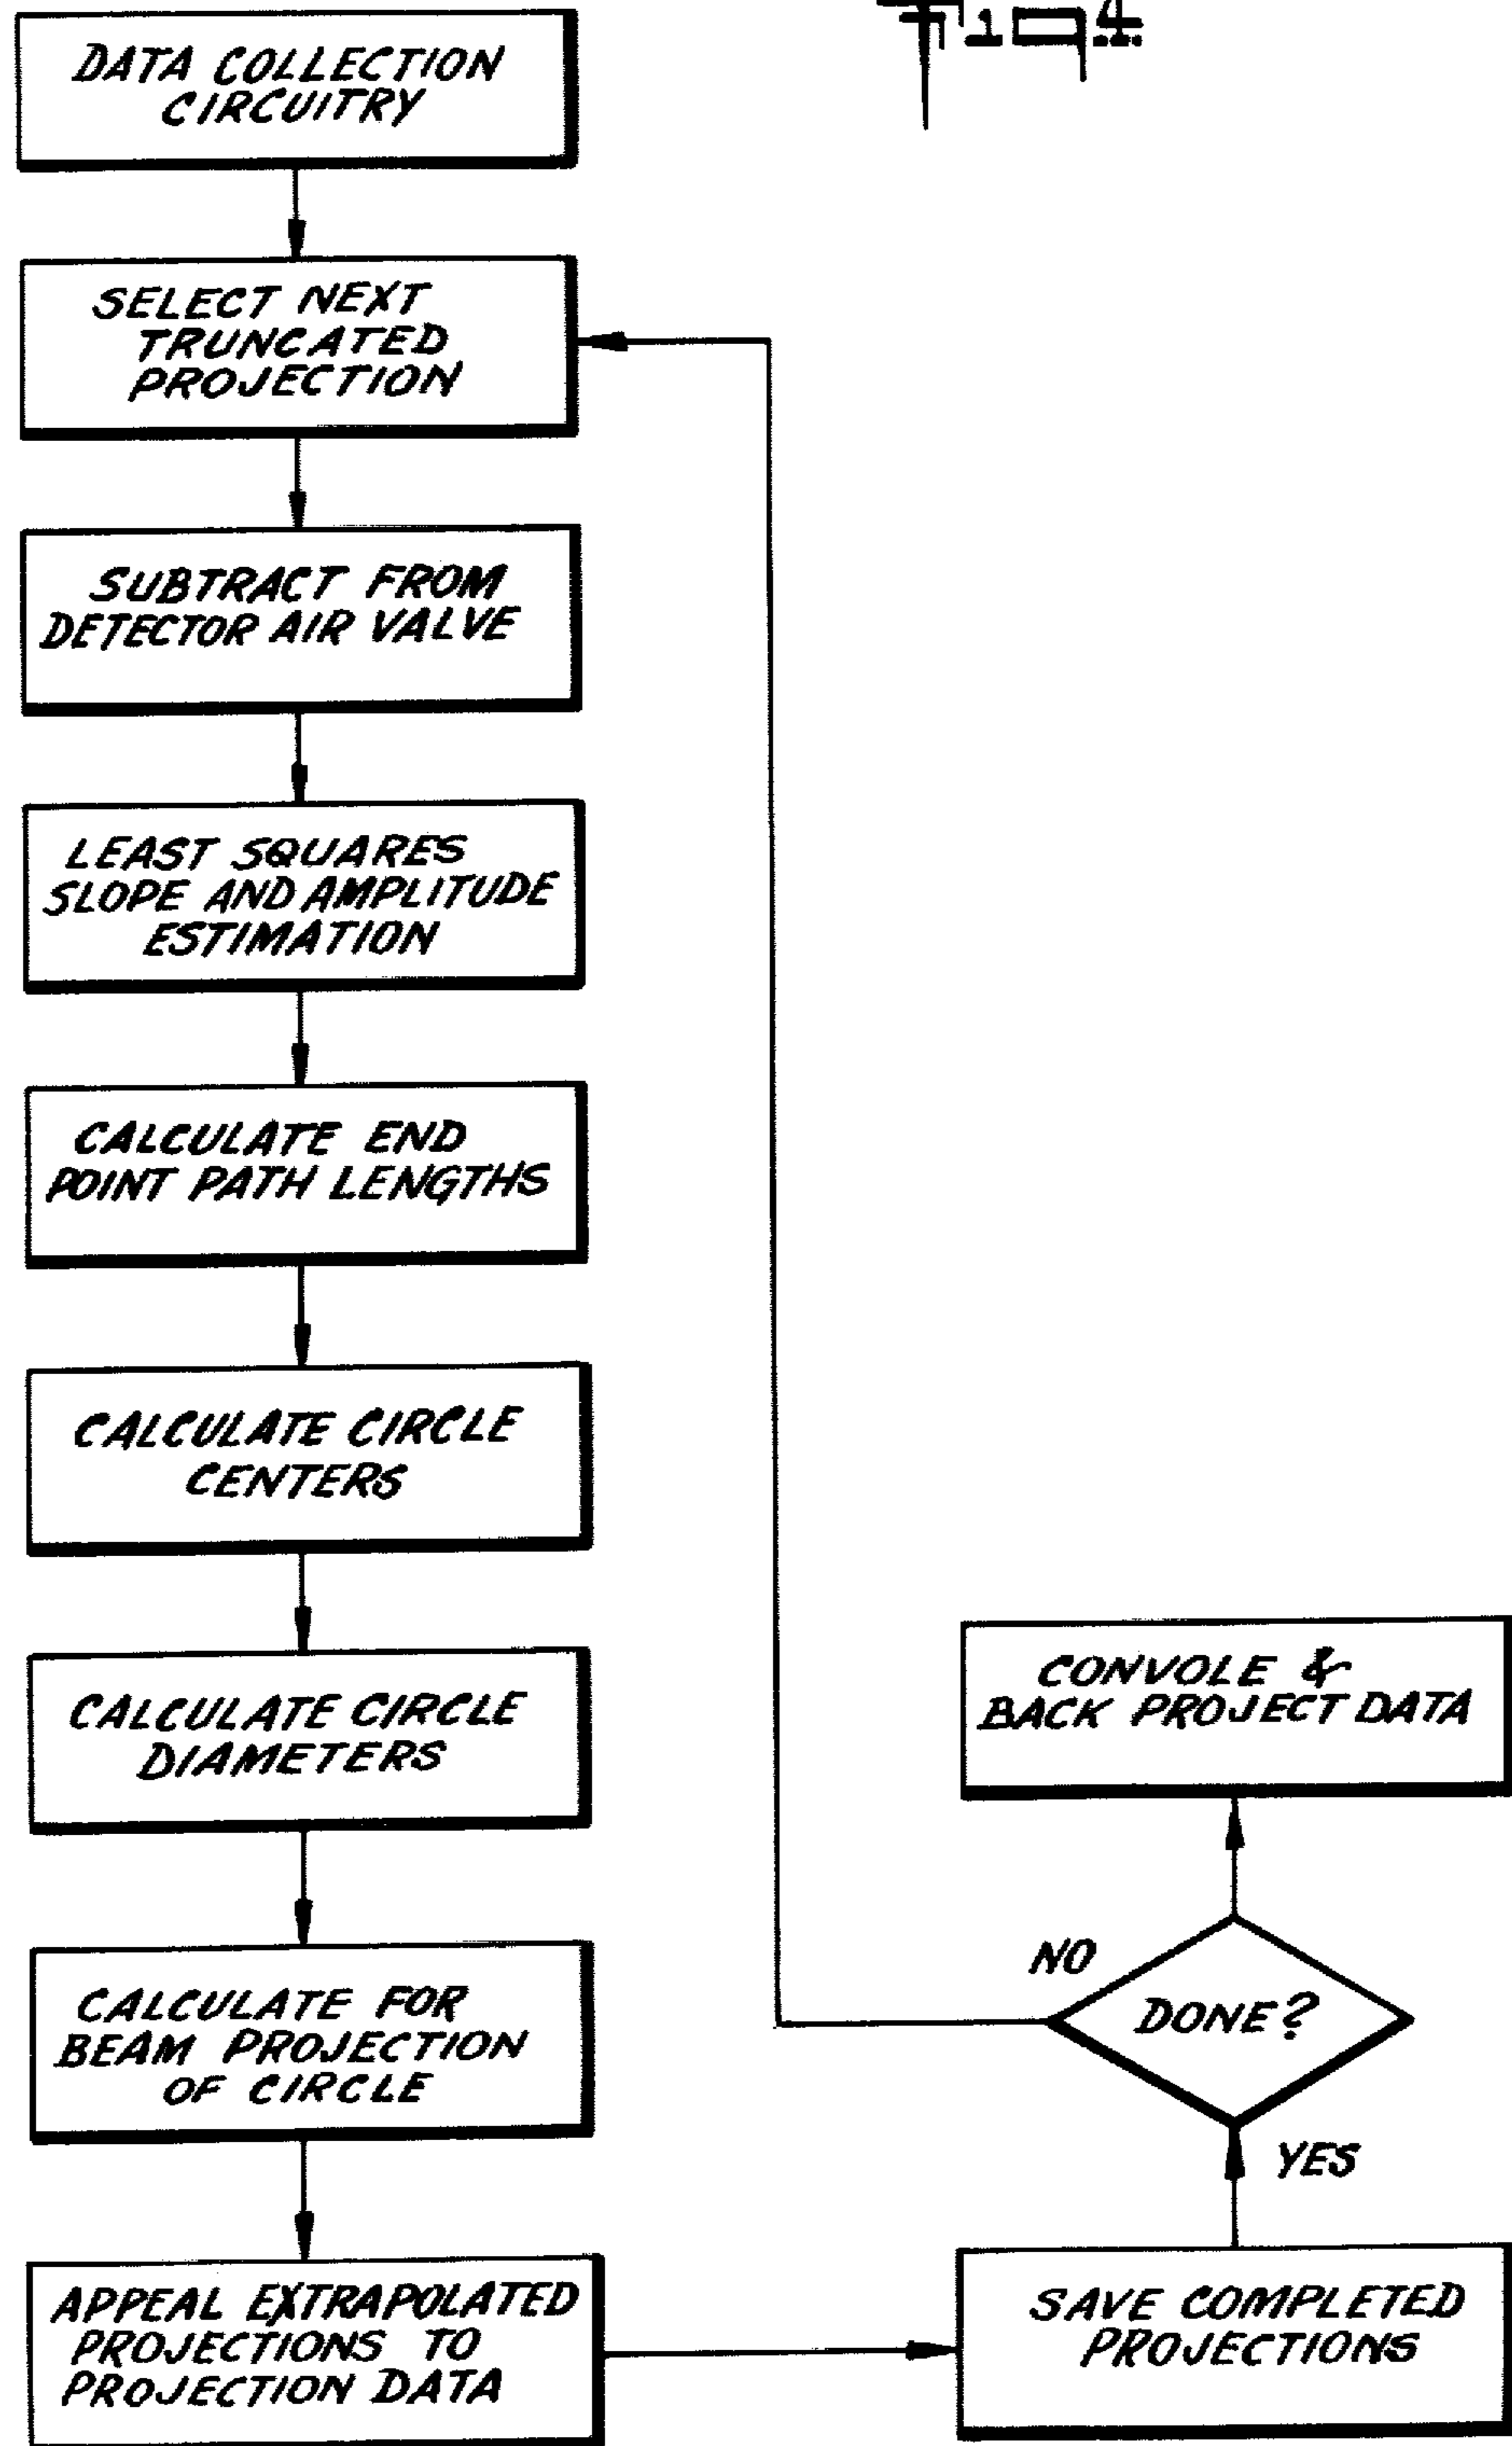 Fig. 4.
DATA COLLECTION
CIRCUITRY
SELECT NEXT
TRUNCATED
PROJECTION
SUBTRACT FROM
DETECTOR AIR VALVE
LEAST SQUARES
SLOPE AND AMPLITUDE
ESTIMATION
CALCULATE END
POINT PATH LENGTHS
CALCULATE CIRCLE
CENTERS
CALCULATE CIRCLE
DIAMETERS
CALCULATE FOR
BEAM PROJECTION
OF CIRCLE
APPEAL EXTRAPOLATED
PROJECTIONS TO
PROJECTION DATA
SAVE COMPLETED
PROJECTIONS
YES
DONE?
NO
CONVOLE &
BACK PROJECT DATA